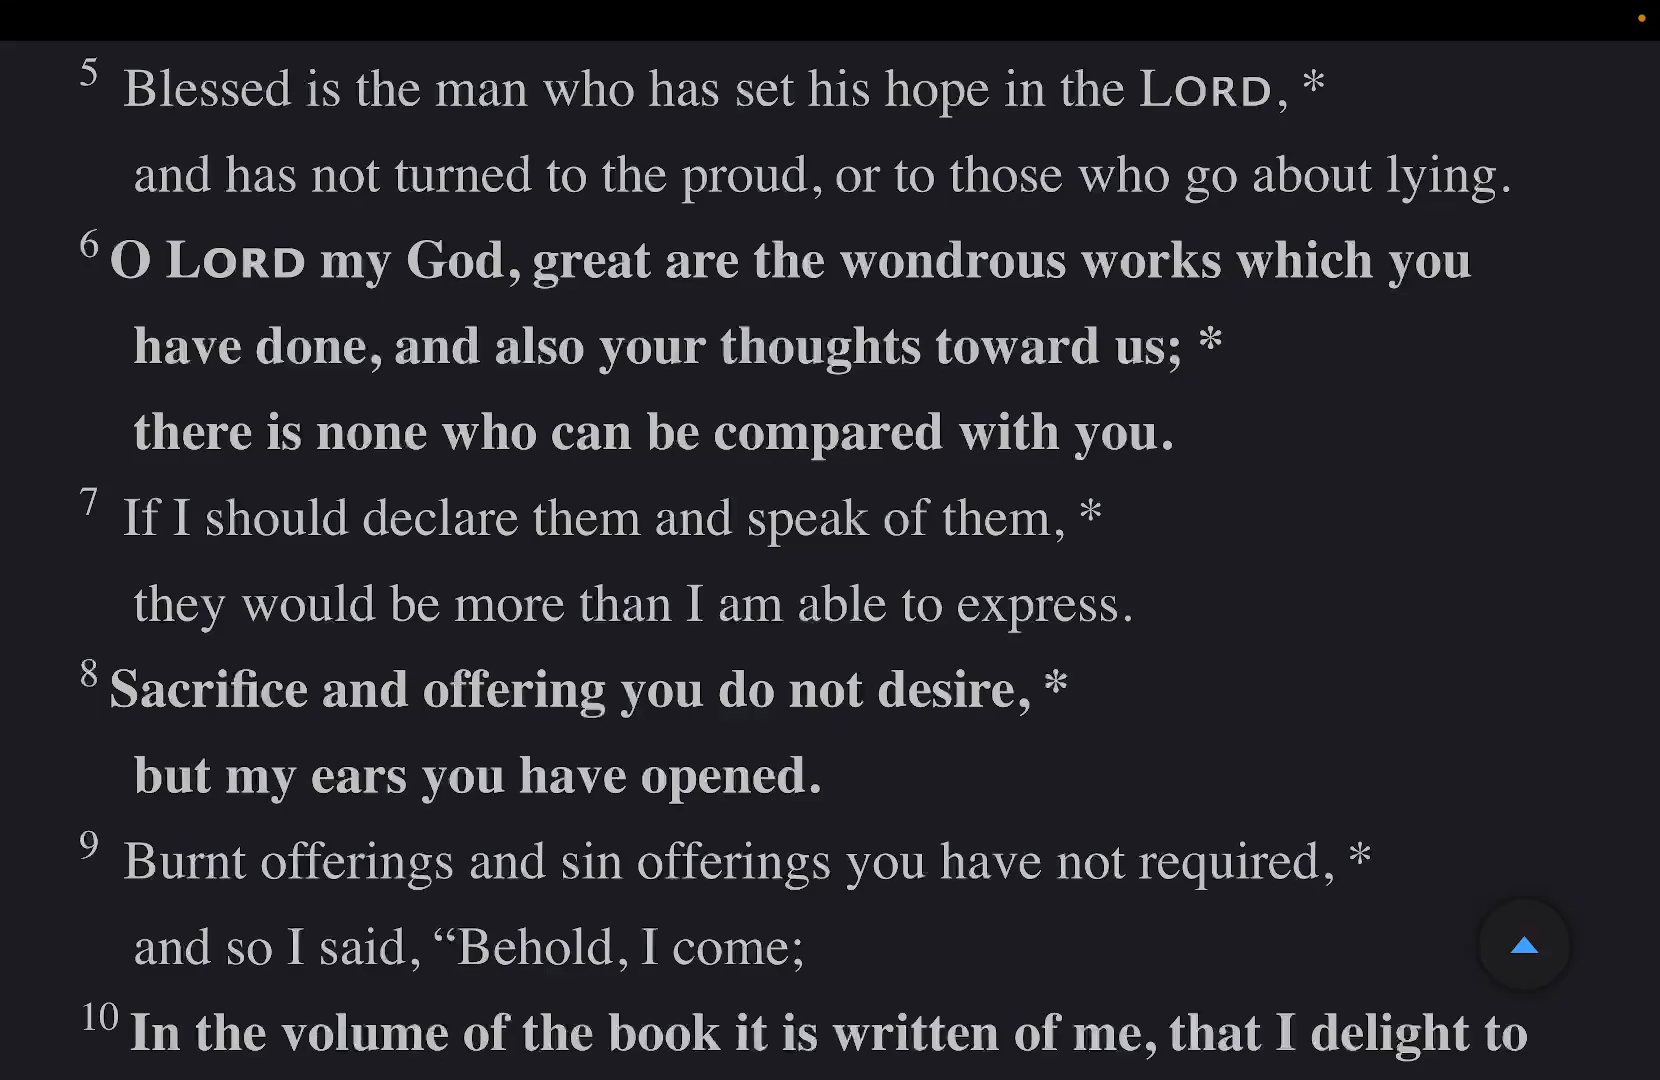 5 Blessed is the man who has set his hope in the LORD, *
and has not turned to the proud, or to those who go about lying.
6 O LORD my God, great are the wondrous works which you
have done, and also your thoughts toward us; *
there is none who can be compared with you.
7 If I should declare them and speak of them, *
they would be more than I am able to express.
8 Sacrifice and offering you do not desire, *
but my ears you have opened.
9 Burnt offerings and sin offerings you have not required, *
and so I said, “Behold, I come;
10 In the volume of the book it is written of me, that I delight to